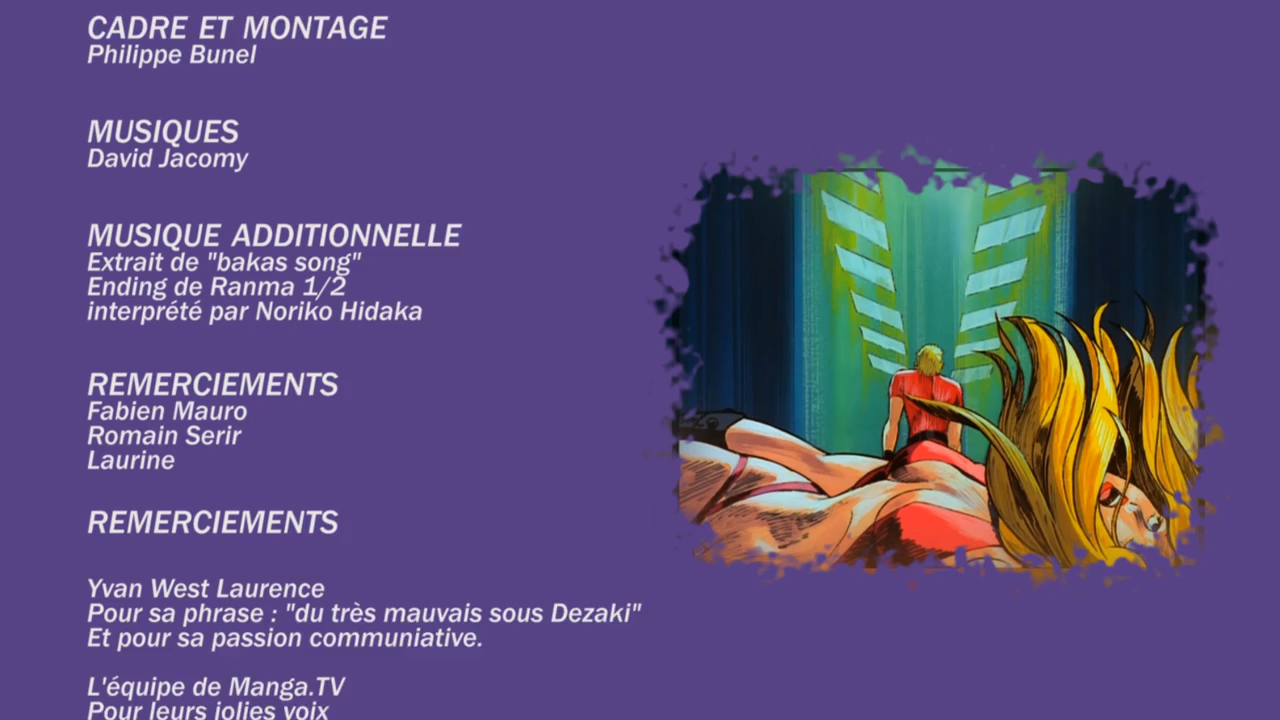 CADRE ET MONTAGE
Philippe Bunel
MUSIQUES
David Jacomy
MUSIQUE ADDITIONNELLE
Extrait de "bakas song"
Ending de Ranma 1/2
interprété par Noriko Hidaka
REMERCIEMENTS
Fabien Mauro
Romain Serir
Laurine
REMERCIEMENTS
Yvan West Laurence
Pour sa phrase : "du très mauvais sous Dezaki"
Et pour sa passion communiative.
L'équipe de Manga.TV
Pour leurs jolies voix